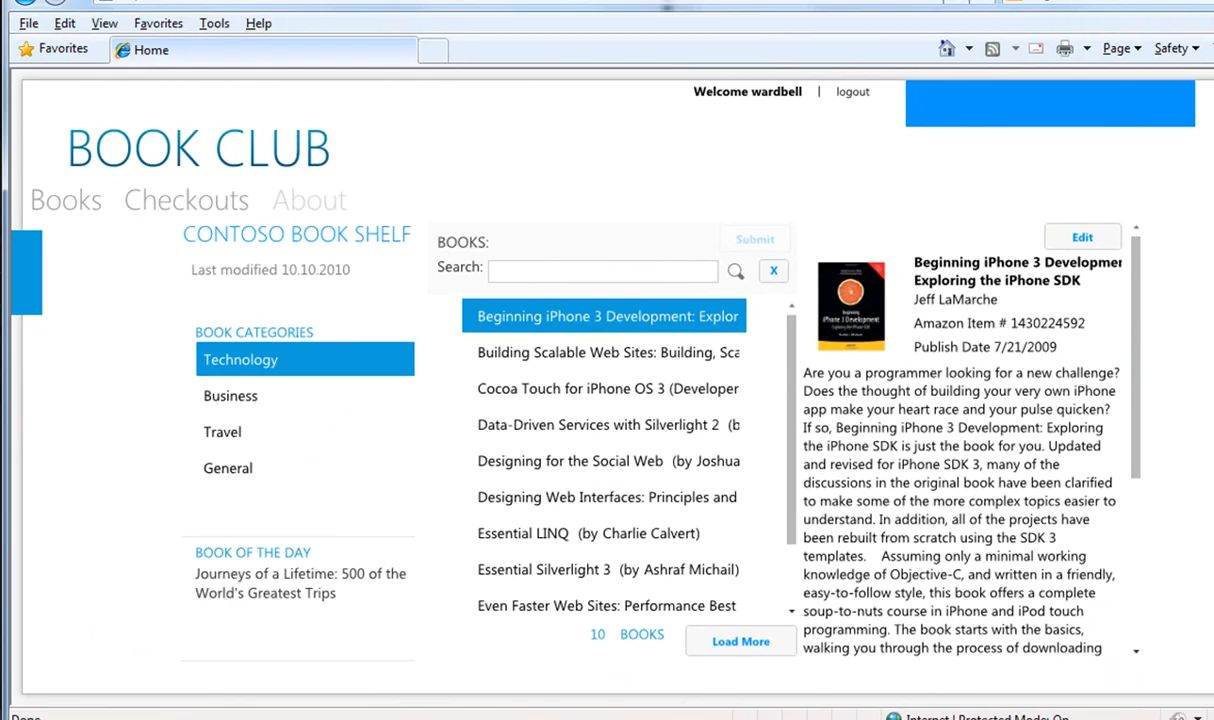 File Edit View Favorites Tools Help
Favorites Home Page Safety
Welcome wardbell | logout
BOOK CLUB
Books Checkouts About
CONTOSO BOOK SHELF
Last modified 10.10.2010
BOOK CATEGORIES
Technology
Business
Travel
General
BOOK OF THE DAY
Journeys of a Lifetime: 500 of the
World's Greatest Trips
BOOKS:
Submit
Search:
X
Beginning iPhone 3 Development: Explor
Building Scalable Web Sites: Building, Sca
Cocoa Touch for iPhone OS 3 (Developer
Data-Driven Services with Silverlight 2 (b
Designing for the Social Web (by Joshua
Designing Web Interfaces: Principles and
Essential LINQ (by Charlie Calvert)
Essential Silverlight 3 (by Ashraf Michail)
Even Faster Web Sites: Performance Best
10 BOOKS
Load More
Edit
Beginning iPhone 3 Developmen
Exploring the iPhone SDK
Jeff LaMarche
Amazon Item # 1430224592
Publish Date 7/21/2009
Are you a programmer looking for a new challenge?
Does the thought of building your very own iPhone
app make your heart race and your pulse quicken?
If so, Beginning iPhone 3 Development: Exploring
the iPhone SDK is just the book for you. Updated
and revised for iPhone SDK 3, many of the
discussions in the original book have been clarified
to make some of the more complex topics easier to
understand. In addition, all of the projects have
been rebuilt from scratch using the SDK 3
templates. Assuming only a minimal working
knowledge of Objective-C, and written in a friendly,
easy-to-follow style, this book offers a complete
soup-to-nuts course in iPhone and iPod touch
programming. The book starts with the basics,
walking you through the process of downloading
Done
Internet | Protected Mode: On